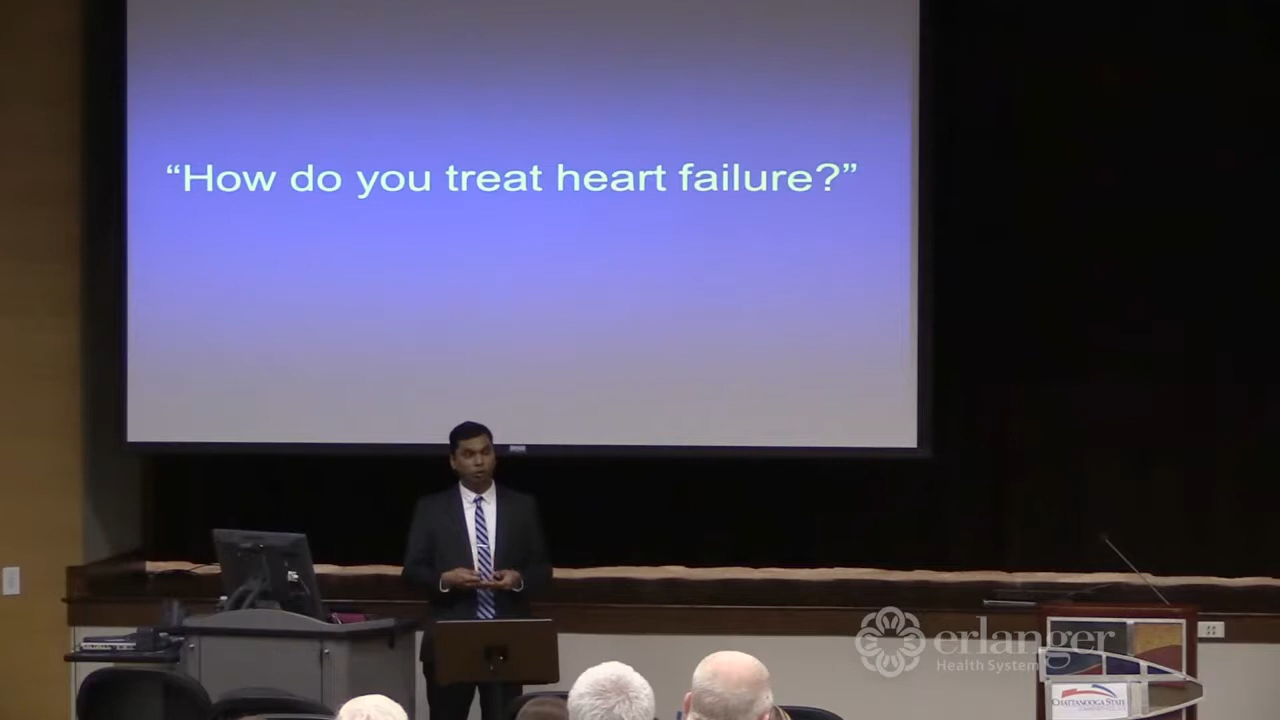 “How do you treat heart failure?”
erlanger
Health System
CHATTANOOGA STATE